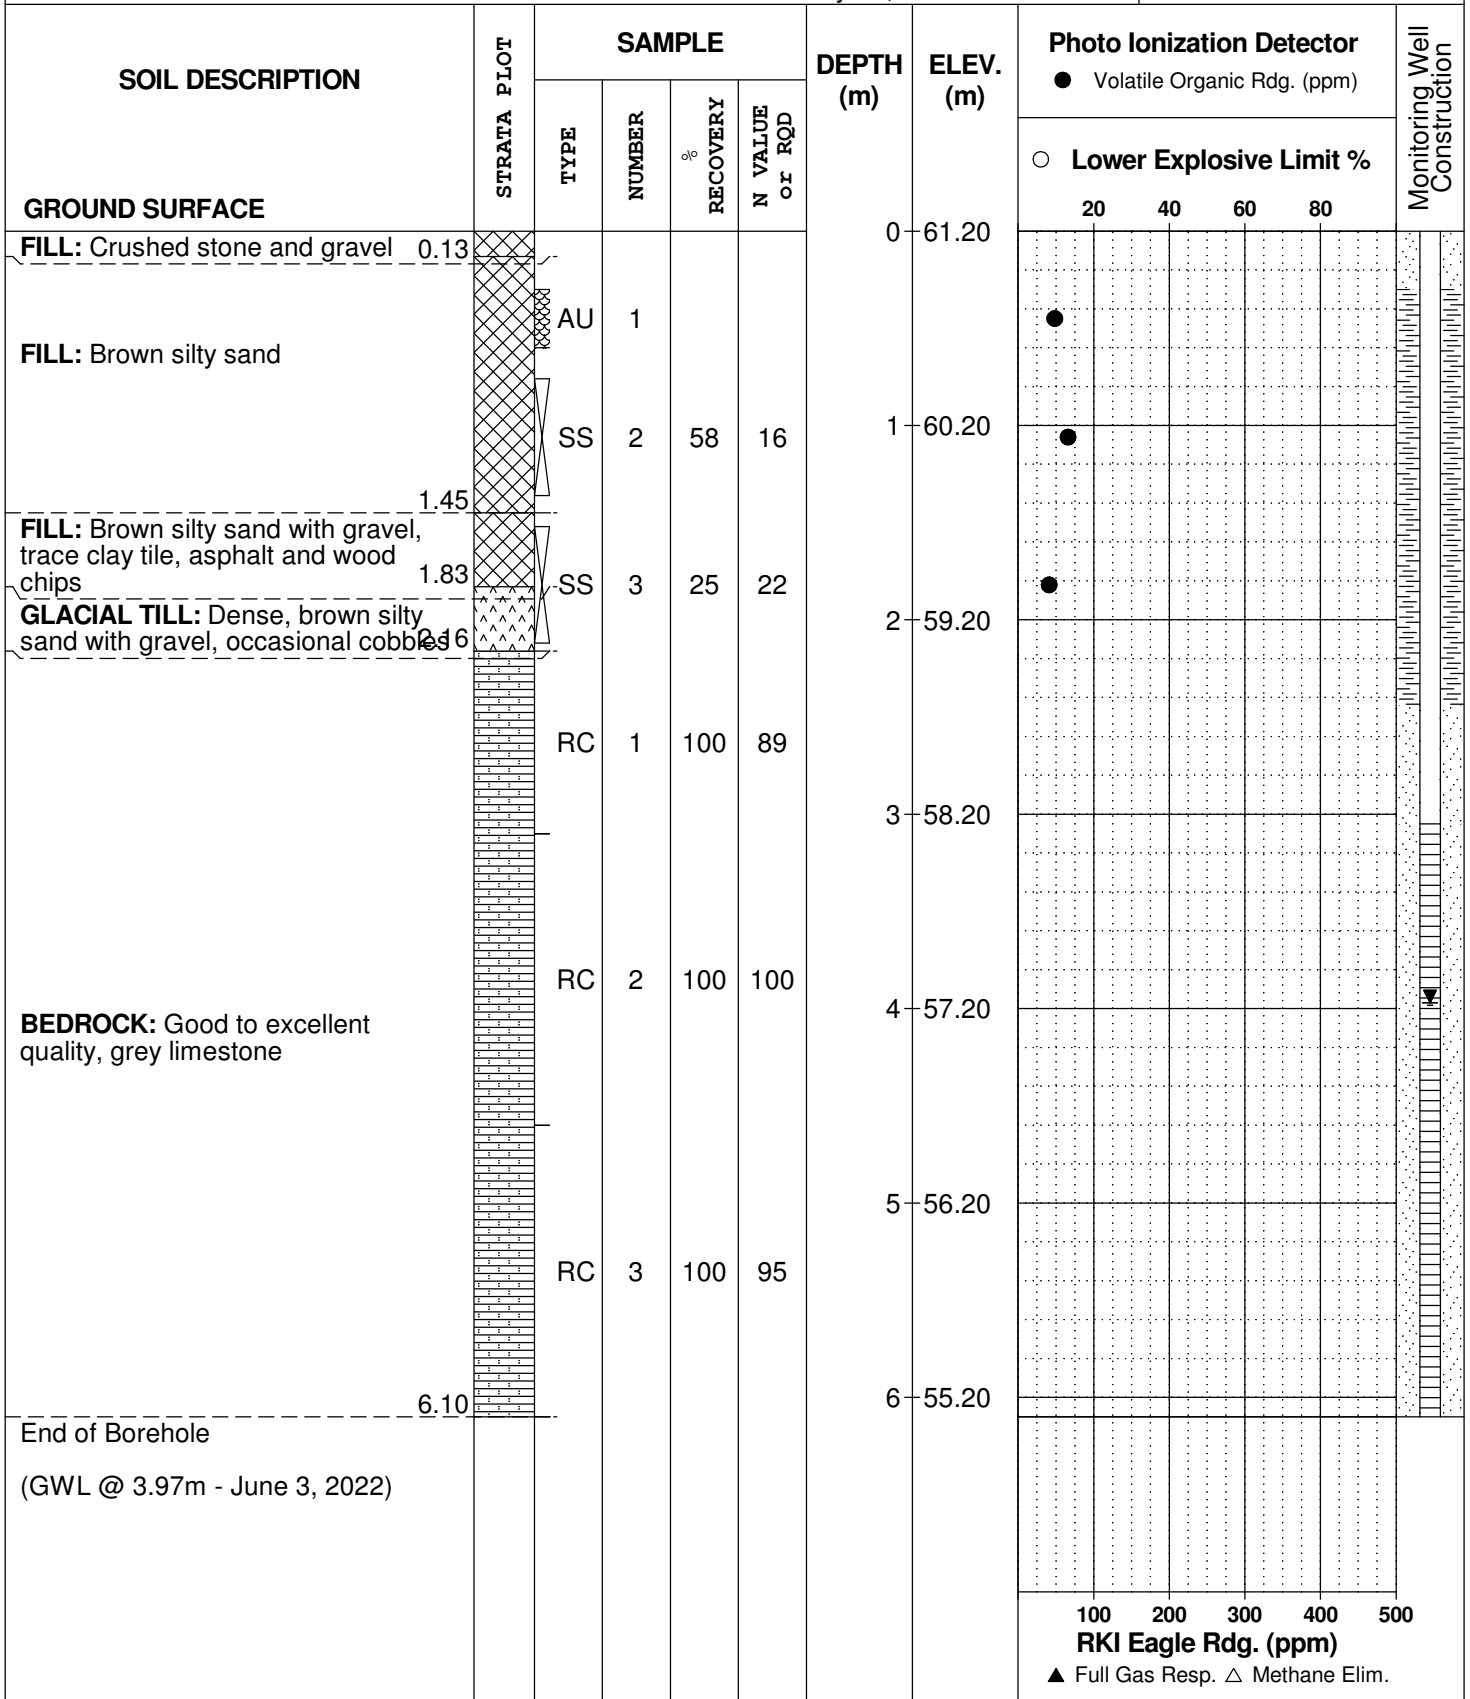 SOIL DESCRIPTION
GROUND SURFACE
STRATA PLOT
SAMPLE
TYPE
NUMBER
%
RECOVERY
N VALUE
or RQD
DEPTH
(m)
ELEV.
(m)
Photo Ionization Detector
● Volatile Organic Rdg. (ppm)
○ Lower Explosive Limit %
20 40 60 80
Monitoring Well
Construction
0 61.20
FILL: Crushed stone and gravel 0.13
AU 1
FILL: Brown silty sand
1 60.20
SS 2 58 16
1.45
FILL: Brown silty sand with gravel,
trace clay tile, asphalt and wood
chips 1.83
SS 3 25 22
GLACIAL TILL: Dense, brown silty
sand with gravel, occasional cobbles 2.16
2 59.20
RC 1 100 89
3 58.20
RC 2 100 100
4 57.20
BEDROCK: Good to excellent
quality, grey limestone
5 56.20
RC 3 100 95
6 55.20
6.10
End of Borehole
(GWL @ 3.97m - June 3, 2022)
100 200 300 400 500
RKI Eagle Rdg. (ppm)
▲ Full Gas Resp. △ Methane Elim.